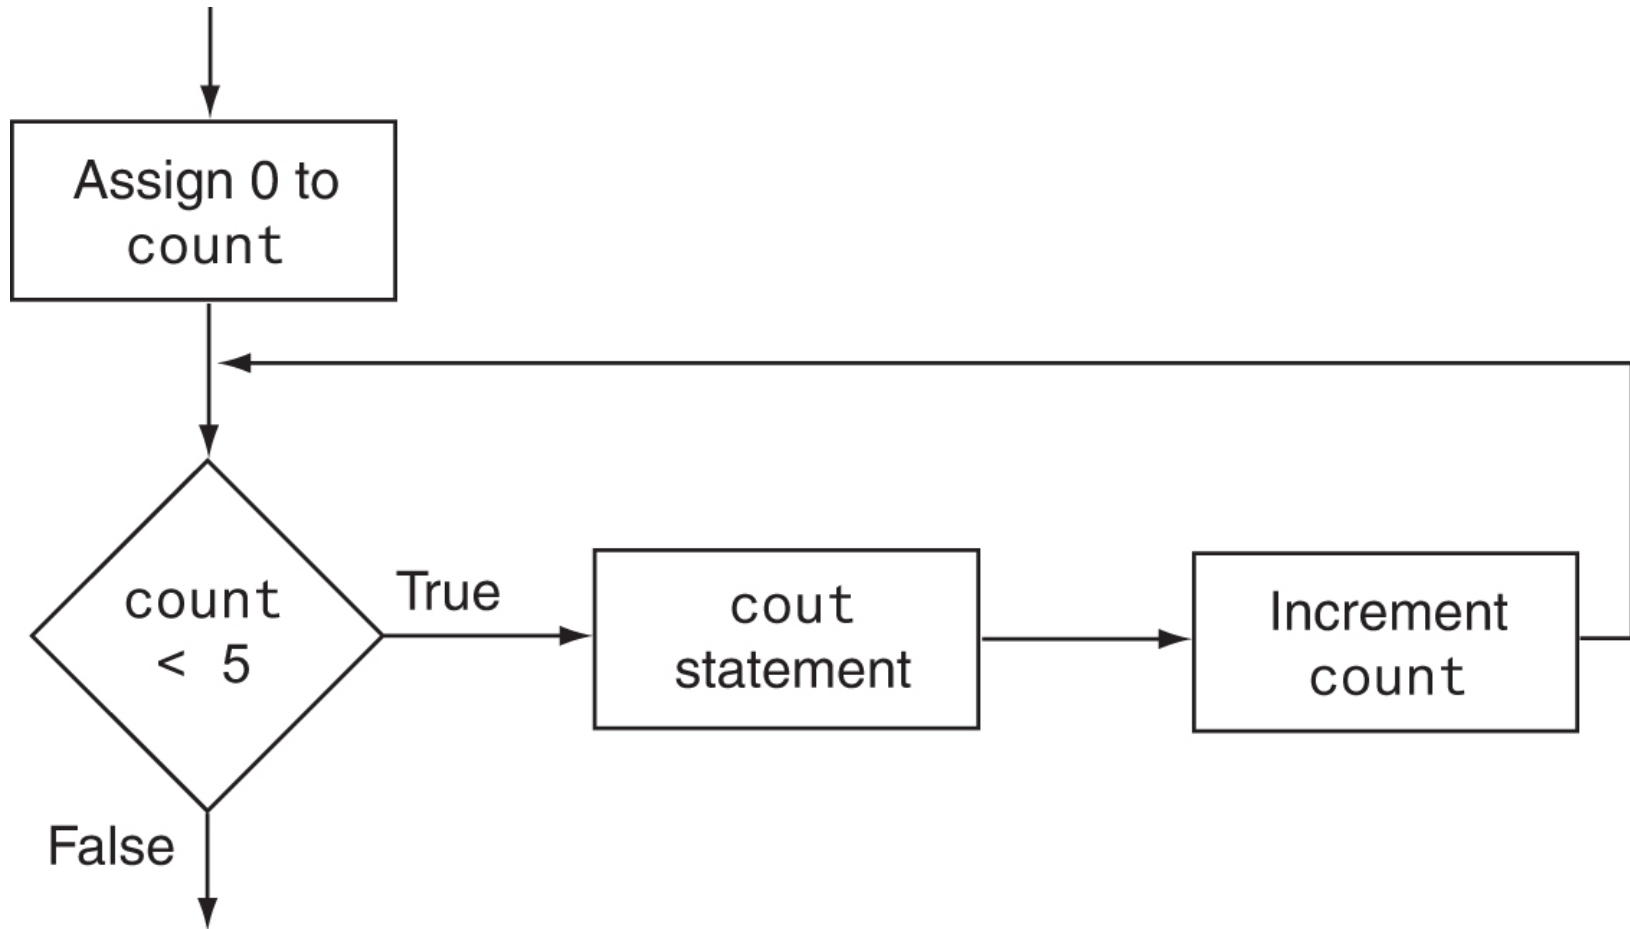 Assign 0 to
count
count
< 5
True
cout
statement
Increment
count
False